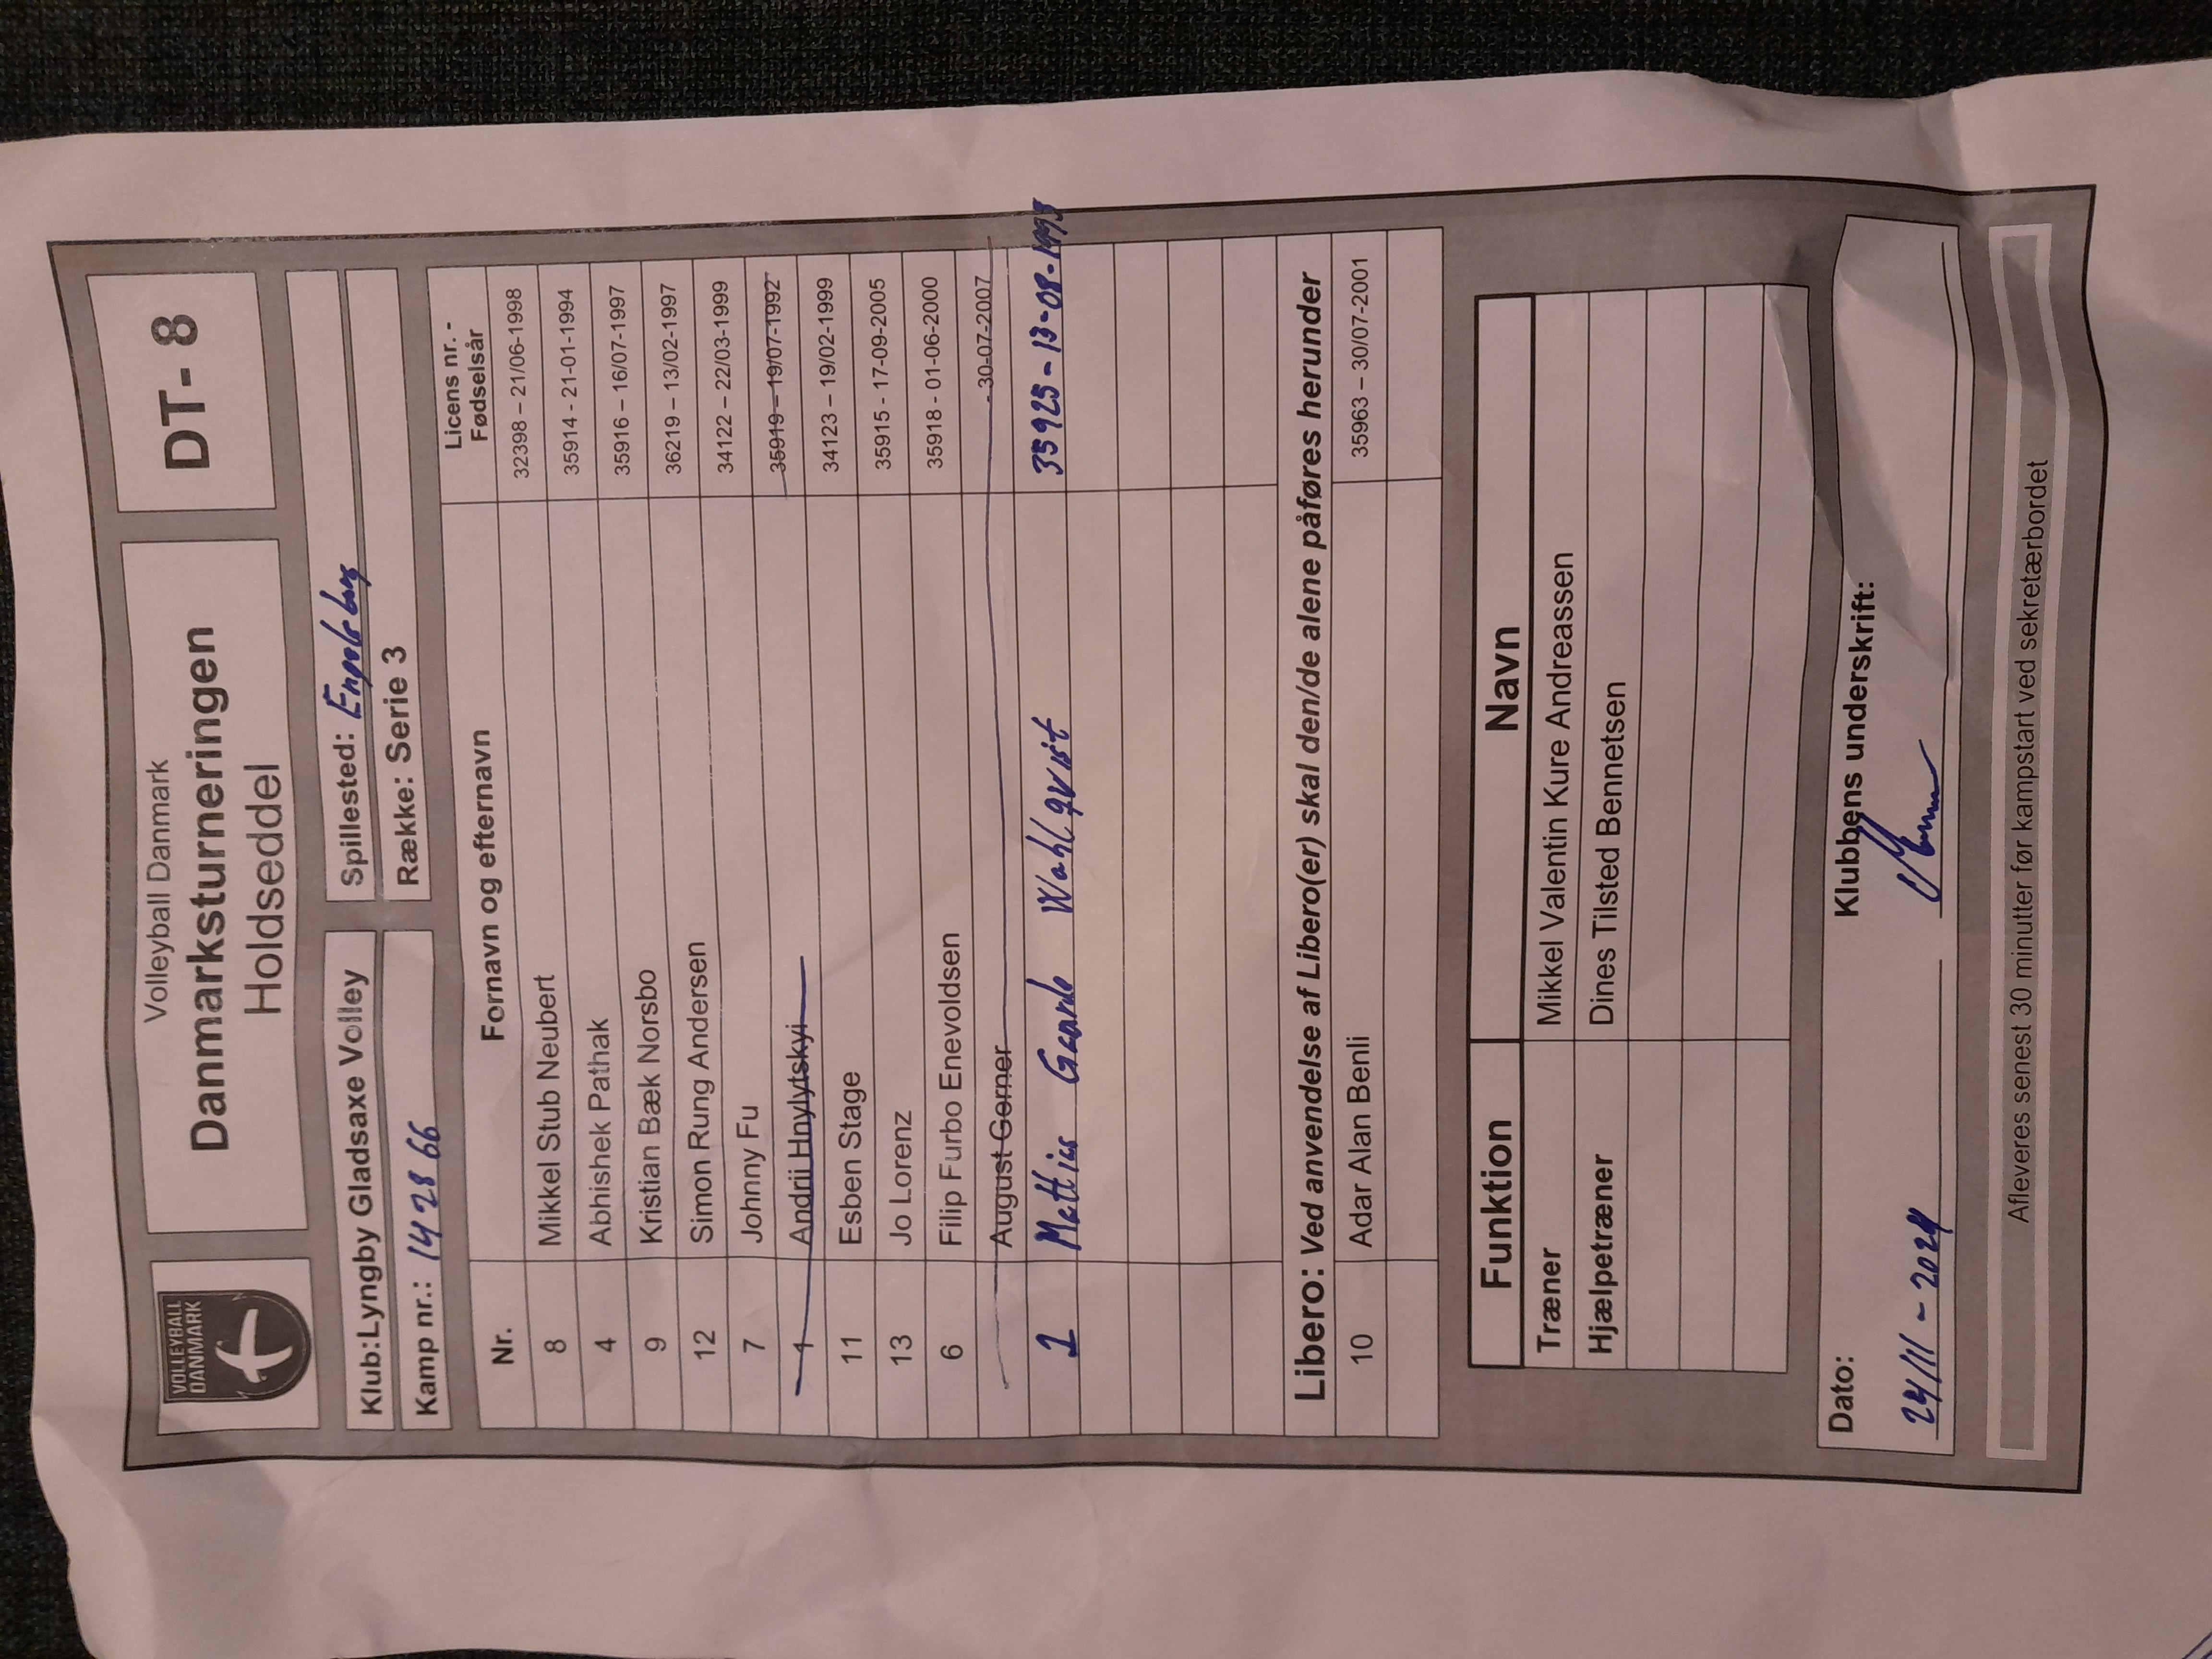 VOLLEYBALL
DANMARK
Volleyball Danmark
Danmarksturneringen
Holdseddel
DT- 8
Klub:Lyngby Gladsaxe Volley
Spillested: Engelsborg
Kamp nr.: 142866
Række: Serie 3
Nr. Fornavn og efternavn Licens nr. - Fødselsår
8 Mikkel Stub Neubert 32398 – 21/06-1998
4 Abhishek Pathak 35914 - 21-01-1994
9 Kristian Bæk Norsbo 35916 – 16/07-1997
12 Simon Rung Andersen 36219 – 13/02-1997
7 Johnny Fu 34122 – 22/03-1999
1 Andrii Hnylytskyi 35919 – 19/07-1992
11 Esben Stage 34123 – 19/02-1999
13 Jo Lorenz 35915 - 17-09-2005
6 Filip Furbo Enevoldsen 35918 - 01-06-2000
August Gerner - 30-07-2007
1 Mattias Gaarde Wahlqvist 35925-13-08-1993
Libero: Ved anvendelse af Libero(er) skal den/de alene påføres herunder
10 Adar Alan Benli 35963 – 30/07-2001
Funktion Navn
Træner Mikkel Valentin Kure Andreassen
Hjælpetræner Dines Tilsted Bennetsen
Dato: Klubbens underskrift:
24/11-2024
Afleveres senest 30 minutter før kampstart ved sekretærbordet